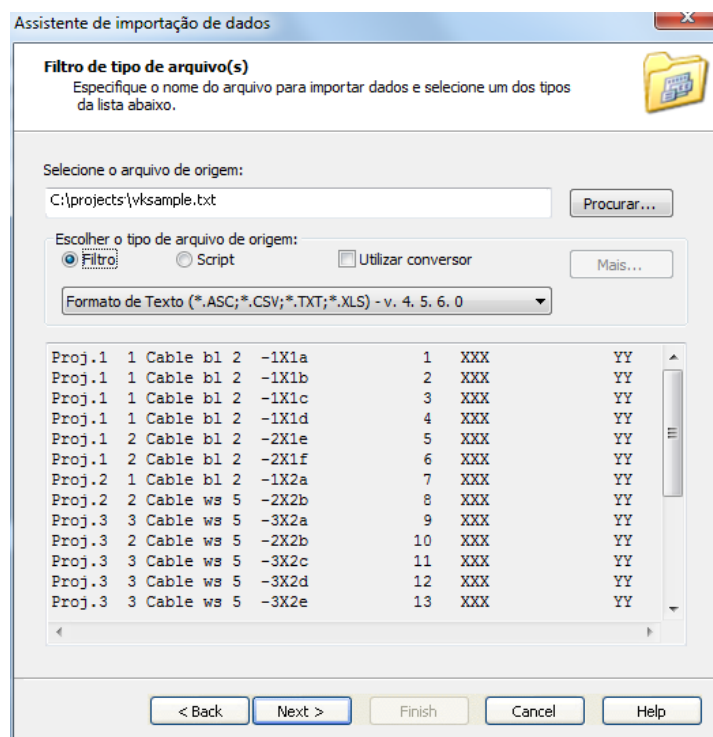 Assistente de importação de dados
Filtro de tipo de arquivo(s)
Especifique o nome do arquivo para importar dados e selecione um dos tipos
da lista abaixo.
Selecione o arquivo de origem:
C:\projects\vksample.txt
Procurar...
Escolher o tipo de arquivo de origem:
Filtro Script Utilizar conversor Mais...
Formato de Texto (*.ASC;*.CSV;*.TXT;*.XLS) - v. 4. 5. 6. 0
Proj.1 1 Cable bl 2 -1X1a 1 XXX YY
Proj.1 1 Cable bl 2 -1X1b 2 XXX YY
Proj.1 1 Cable bl 2 -1X1c 3 XXX YY
Proj.1 1 Cable bl 2 -1X1d 4 XXX YY
Proj.1 2 Cable bl 2 -2X1e 5 XXX YY
Proj.1 2 Cable bl 2 -2X1f 6 XXX YY
Proj.2 1 Cable bl 2 -1X2a 7 XXX YY
Proj.2 2 Cable ws 5 -2X2b 8 XXX YY
Proj.3 3 Cable ws 5 -3X2a 9 XXX YY
Proj.3 2 Cable ws 5 -2X2b 10 XXX YY
Proj.3 3 Cable ws 5 -3X2c 11 XXX YY
Proj.3 3 Cable ws 5 -3X2d 12 XXX YY
Proj.3 3 Cable ws 5 -3X2e 13 XXX YY
< Back Next > Finish Cancel Help